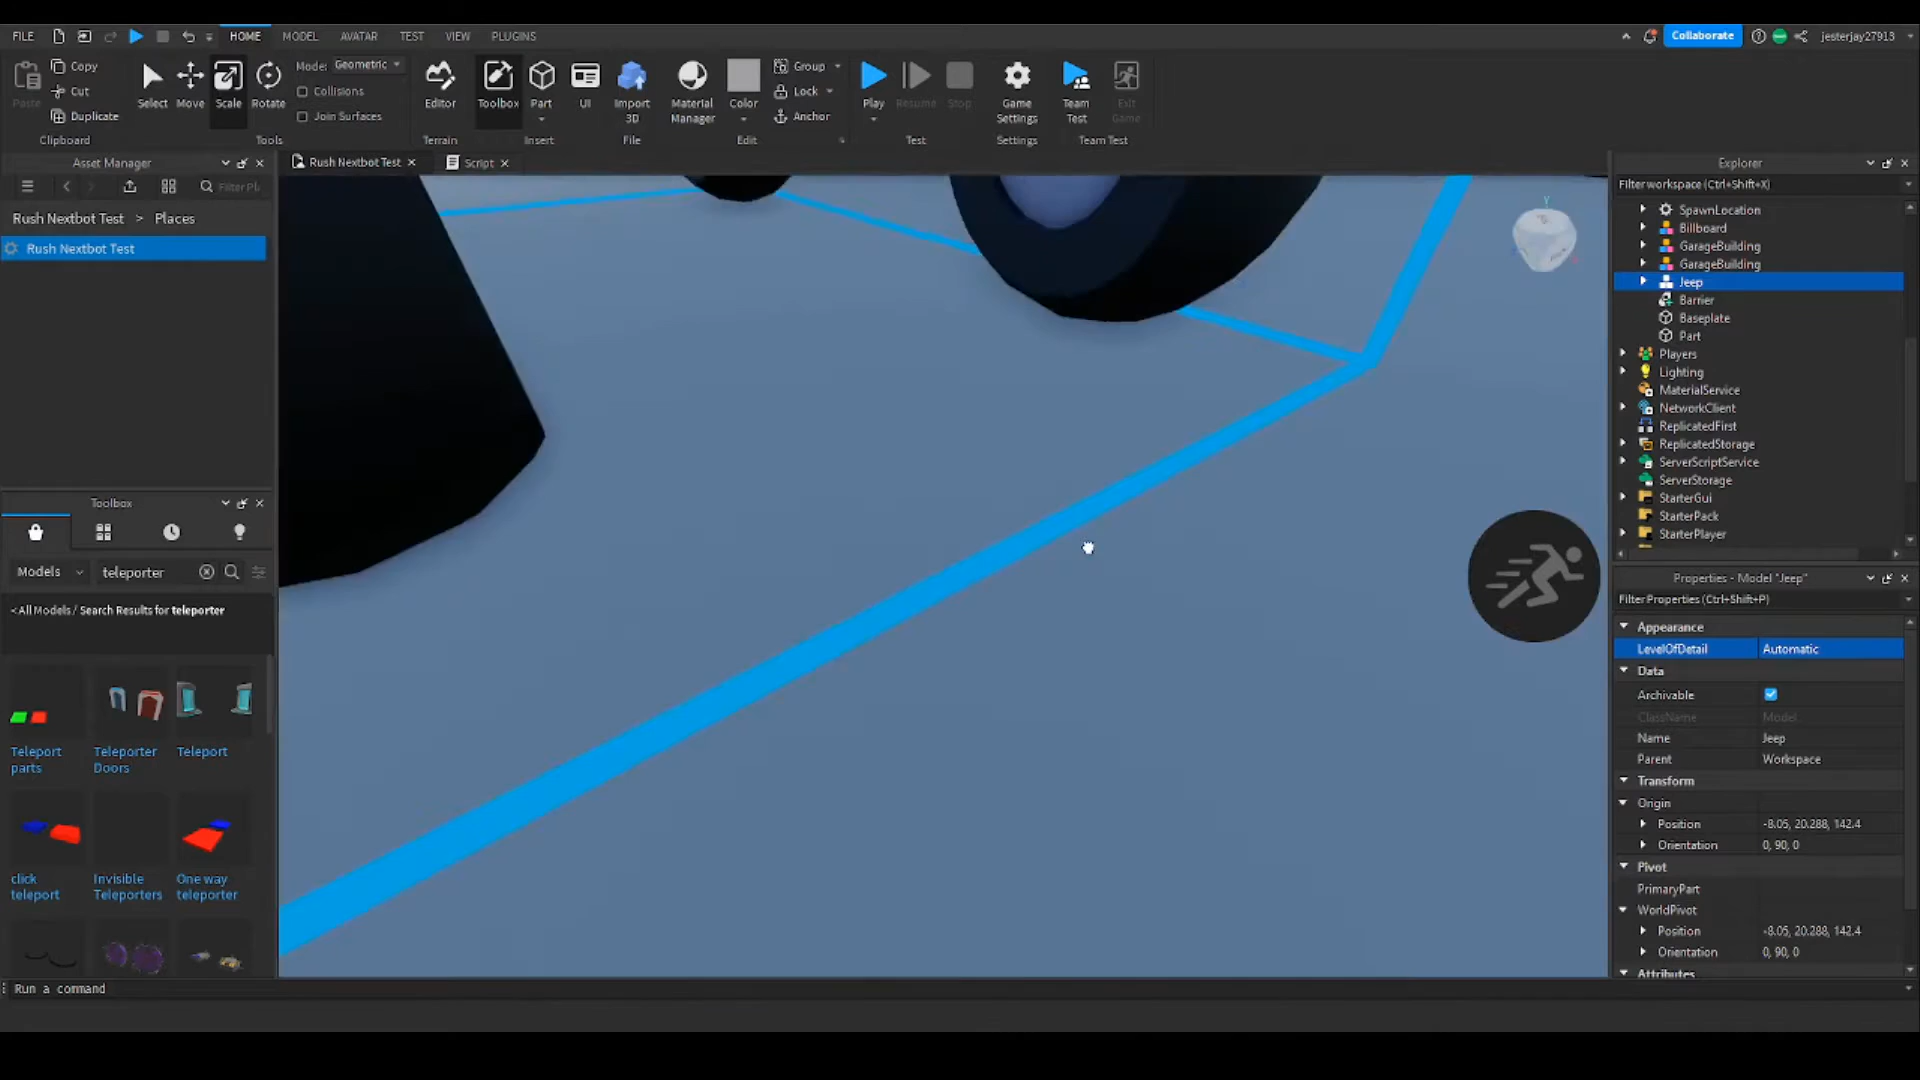 FILE HOME MODEL AVATAR TEST VIEW PLUGINS Collaborate jesterjay27913
Copy
Cut
Duplicate
Paste
Clipboard
Select Move Scale Rotate
Mode: Geometric
Collisions
Join Surfaces
Tools
Editor
Terrain
Toolbox Part UI
Insert
Import 3D
File
Material Manager
Color
Group
Lock
Anchor
Edit
Play Resume Stop
Test
Game Settings
Settings
Team Test
Exit Game
Team Test
Asset Manager
Filter Pl
Rush Nextbot Test > Places
Rush Nextbot Test
Rush Nextbot Test
Script
Toolbox
Models teleporter
<All Models / Search Results for teleporter
Teleport parts
Teleporter Doors
Teleport
click teleport
Invisible Teleporters
One way teleporter
Run a command
Explorer
Filter workspace (Ctrl+Shift+X)
SpawnLocation
Billboard
GarageBuilding
GarageBuilding
Jeep
Barrier
Baseplate
Part
Players
Lighting
MaterialService
NetworkClient
ReplicatedFirst
ReplicatedStorage
ServerScriptService
ServerStorage
StarterGui
StarterPack
StarterPlayer
Properties - Model "Jeep"
Filter Properties (Ctrl+Shift+P)
Appearance
LevelOfDetail Automatic
Data
Archivable
ClassName Model
Name Jeep
Parent Workspace
Transform
Origin
Position -8.05, 20.288, 142.4
Orientation 0, 90, 0
Pivot
PrimaryPart
WorldPivot
Position -8.05, 20.288, 142.4
Orientation 0, 90, 0
Attributes